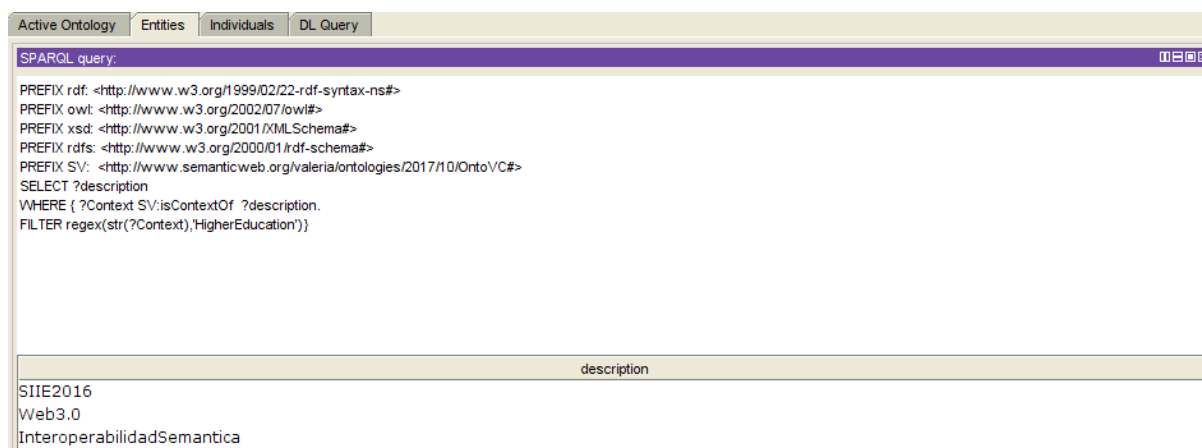 Active Ontology Entities Individuals DL Query
SPARQL query:
PREFIX rdf: <http://www.w3.org/1999/02/22-rdf-syntax-ns#>
PREFIX owl: <http://www.w3.org/2002/07/owl#>
PREFIX xsd: <http://www.w3.org/2001/XMLSchema#>
PREFIX rdfs: <http://www.w3.org/2000/01/rdf-schema#>
PREFIX SV:  <http://www.semanticweb.org/valeria/ontologies/2017/10/OntoVC#>
SELECT ?description
WHERE { ?Context SV:isContextOf  ?description.
FILTER regex(str(?Context),'HigherEducation')}
description
SIIE2016
Web3.0
InteroperabilidadSemantica